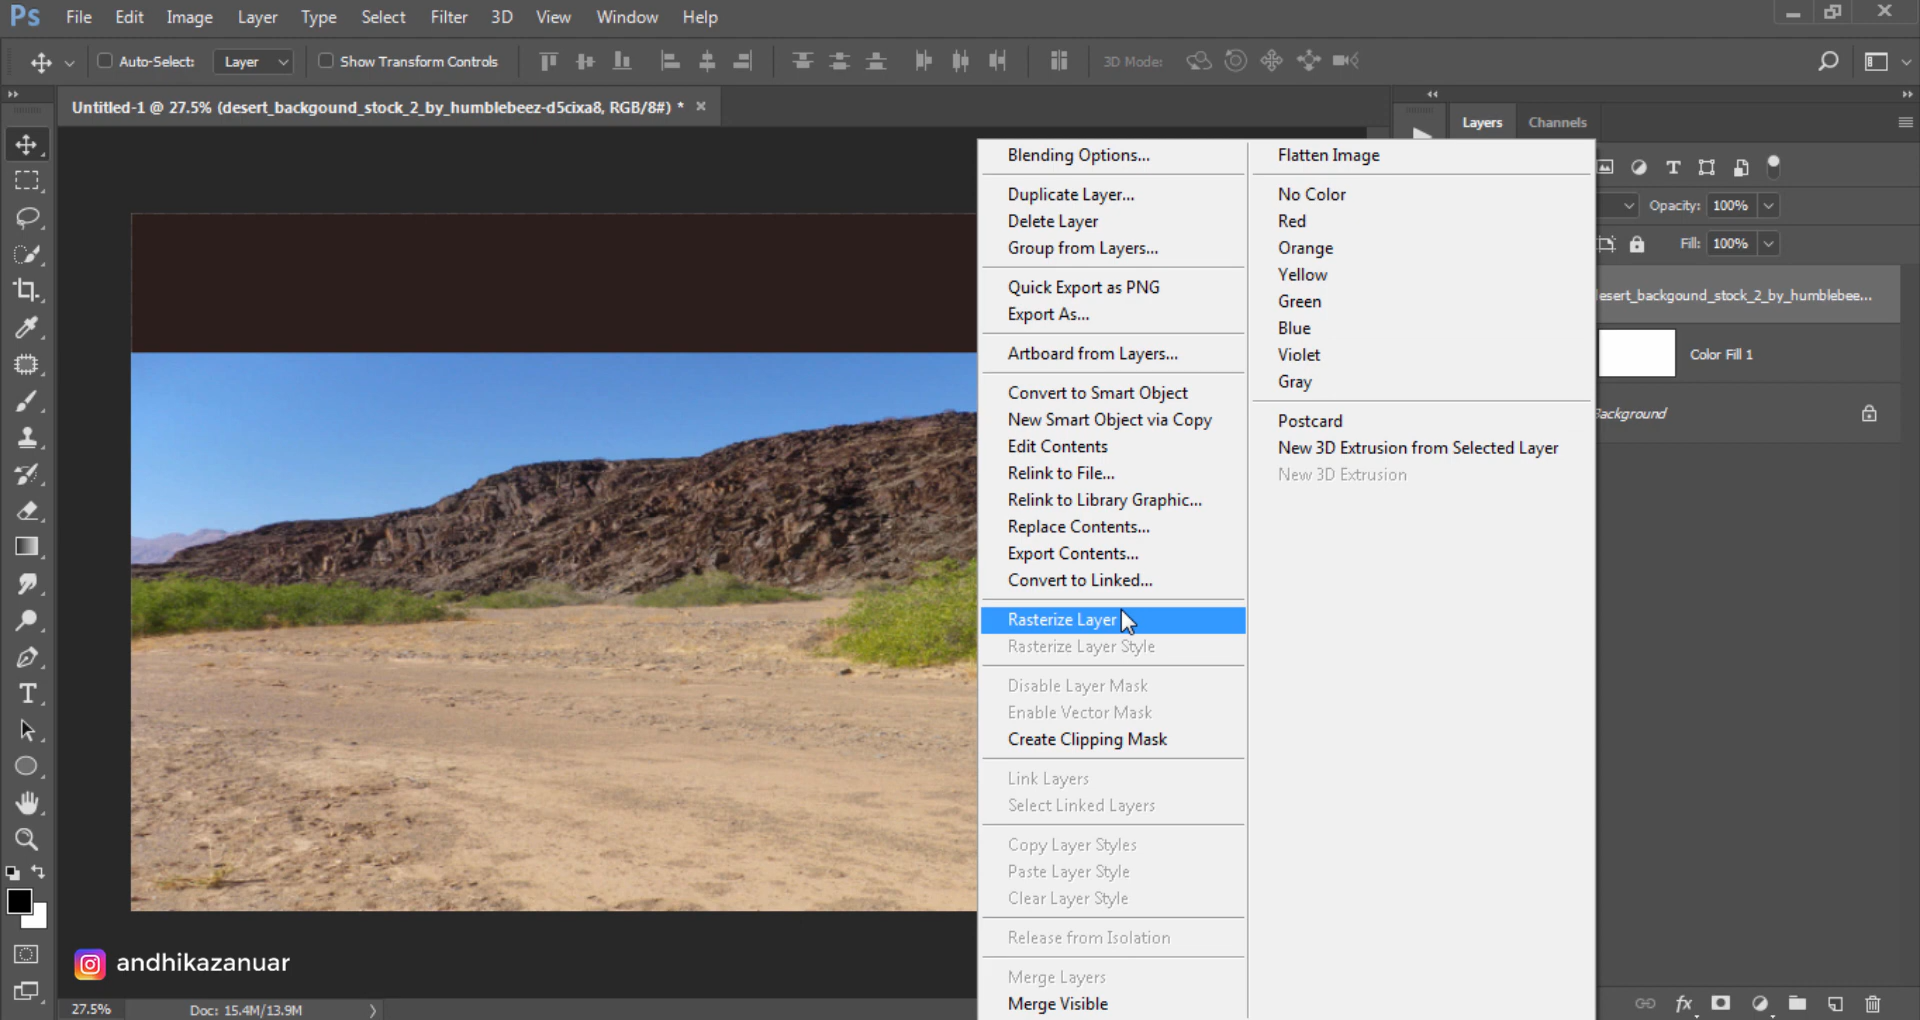 Ps File Edit Image Layer Type Select Filter 3D View Window Help
Auto-Select: Layer Show Transform Controls 3D Mode:
Untitled-1 @ 27.5% (desert_backgound_stock_2_by_humblebeez-d5cixa8, RGB/8#) *
Layers Channels
Blending Options...
Duplicate Layer...
Delete Layer
Group from Layers...
Quick Export as PNG
Export As...
Artboard from Layers...
Convert to Smart Object
New Smart Object via Copy
Edit Contents
Relink to File...
Relink to Library Graphic...
Replace Contents...
Export Contents...
Convert to Linked...
Rasterize Layer
Rasterize Layer Style
Disable Layer Mask
Enable Vector Mask
Create Clipping Mask
Link Layers
Select Linked Layers
Copy Layer Styles
Paste Layer Style
Clear Layer Style
Release from Isolation
Merge Layers
Merge Visible
Flatten Image
No Color
Red
Orange
Yellow
Green
Blue
Violet
Gray
Postcard
New 3D Extrusion from Selected Layer
New 3D Extrusion
Opacity: 100%
Fill: 100%
esert_backgound_stock_2_by_humblebee...
Color Fill 1
Background
andhikazanuar
27.5% Doc: 15.4M/13.9M
fx